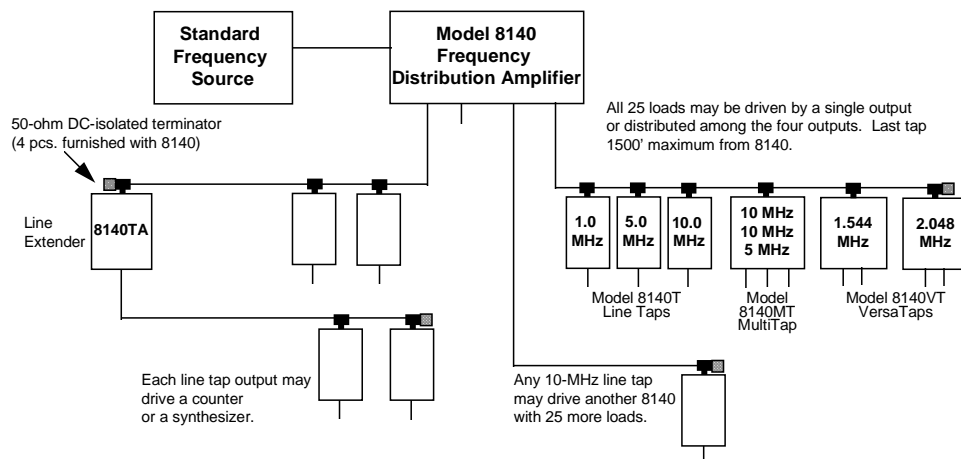 Standard
Frequency
Source
Model 8140
Frequency
Distribution Amplifier
50-ohm DC-isolated terminator
(4 pcs. furnished with 8140)
All 25 loads may be driven by a single output
or distributed among the four outputs.  Last tap
1500' maximum from 8140.
Line
Extender
8140TA
1.0
MHz
5.0
MHz
10.0
MHz
10 MHz
10 MHz
5 MHz
1.544
MHz
2.048
MHz
Model 8140T
Line Taps
Model
8140MT
MultiTap
Model 8140VT
VersaTaps
Each line tap output may
drive a counter
or a synthesizer.
Any 10-MHz line tap
may drive another 8140
with 25 more loads.